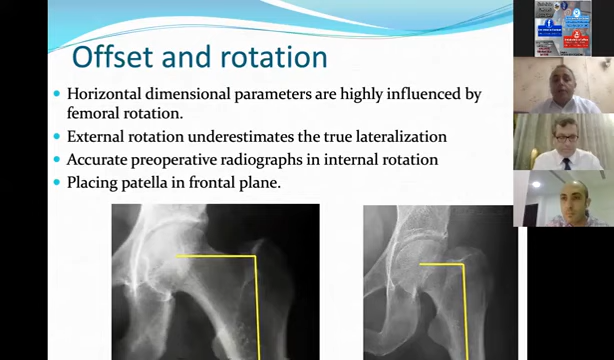 Offset and rotation
Horizontal dimensional parameters are highly influenced by
femoral rotation.
External rotation underestimates the true lateralization
Accurate preoperative radiographs in internal rotation
Placing patella in frontal plane.